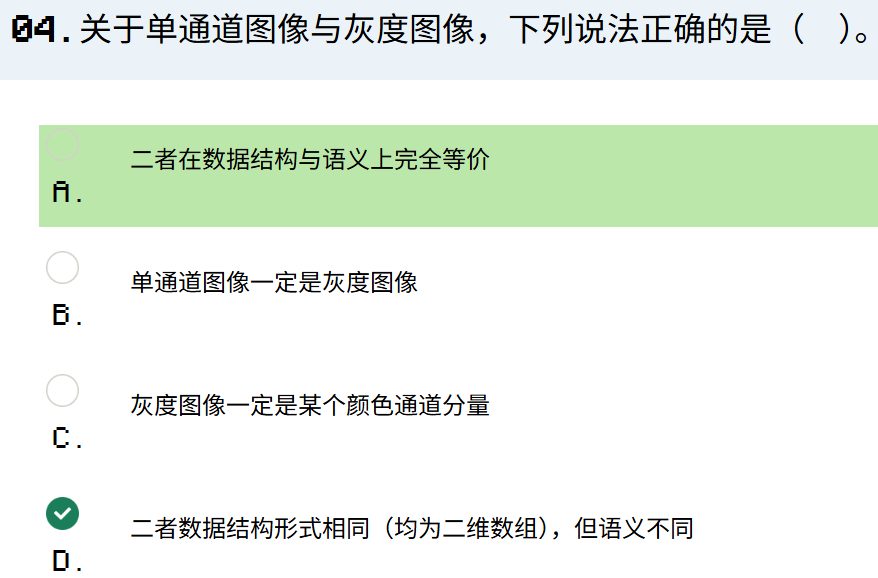 04.关于单通道图像与灰度图像，下列说法正确的是（　）。
二者在数据结构与语义上完全等价
A.
单通道图像一定是灰度图像
B.
灰度图像一定是某个颜色通道分量
C.
二者数据结构形式相同（均为二维数组），但语义不同
D.